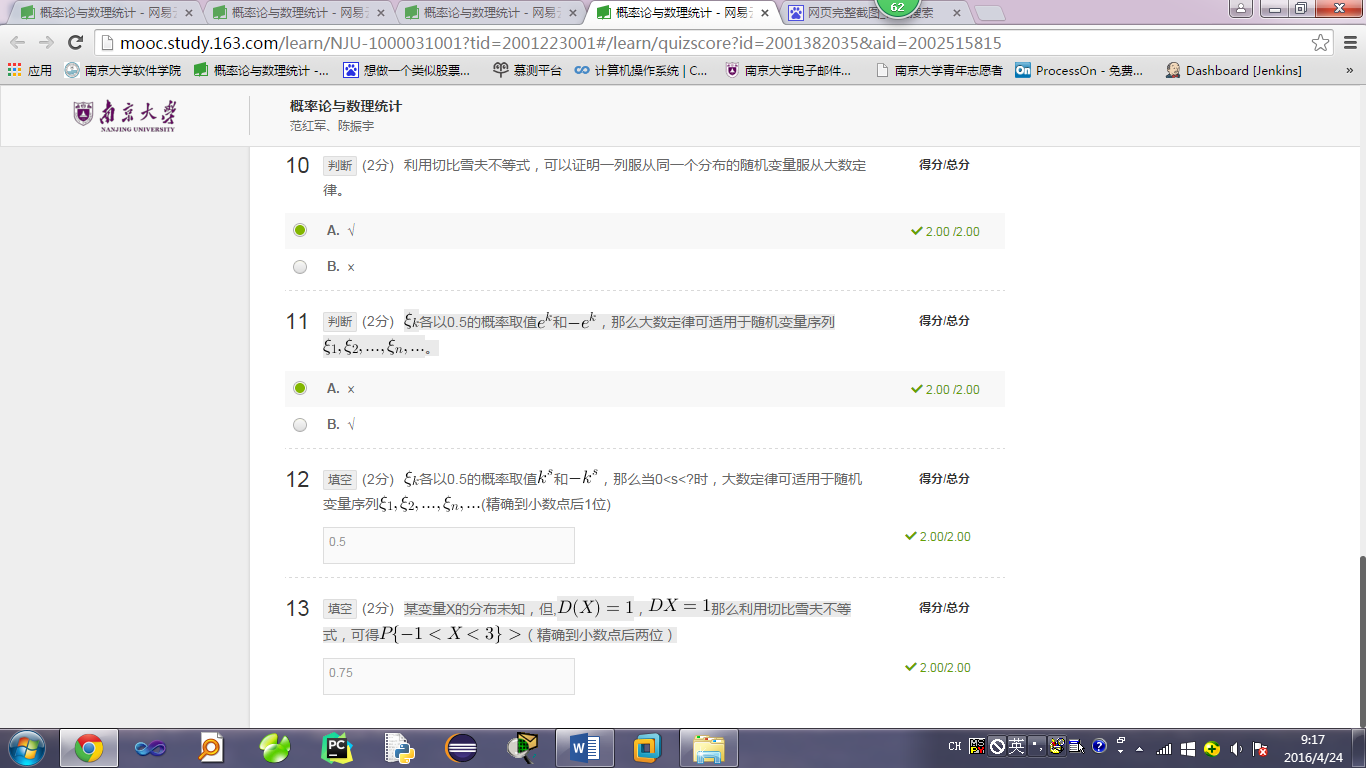 概率论与数理统计 - 网易云
概率论与数理统计 - 网易云
概率论与数理统计 - 网易
概率论与数理统计 - 网易
62
mooc.study.163.com/learn/NJU-1000031001?tid=2001223001#/learn/quizscore?id=2001382035&aid=2002515815
应用 南京大学软件学院 概率论与数理统计 -... 想做一个类似股票... 慕测平台 计算机操作系统 | C... 南京大学电子邮件... 南京大学青年志愿者 ProcessOn - 免费... Dashboard [Jenkins] »
南京大学
NANJING UNIVERSITY
概率论与数理统计
范红军、陈振宇
10 判断 (2分) 利用切比雪夫不等式，可以证明一列服从同一个分布的随机变量服从大数定 得分/总分
律。
A. √ 2.00 /2.00
B. ×
11 判断 (2分) ξk各以0.5的概率取值e^k和−e^k，那么大数定律可适用于随机变量序列 得分/总分
ξ1,ξ2,...,ξn,...。
A. × 2.00 /2.00
B. √
12 填空 (2分) ξk各以0.5的概率取值k^s和−k^s，那么当0<s<?时，大数定律可适用于随机 得分/总分
变量序列ξ1,ξ2,...,ξn,...(精确到小数点后1位)
0.5 2.00/2.00
13 填空 (2分) 某变量X的分布未知，但,D(X) = 1，DX = 1那么利用切比雪夫不等 得分/总分
式，可得P{−1 < X < 3} >（精确到小数点后两位）
0.75 2.00/2.00
CH 英 9:17
2016/4/24